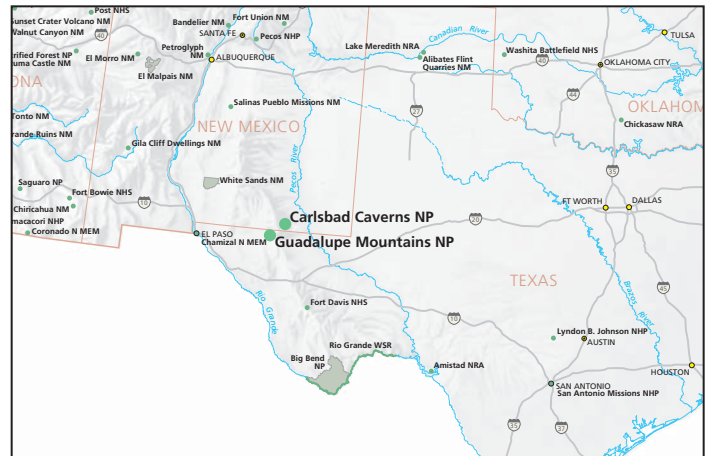 Post NHS
Sunset Crater Volcano NM
Walnut Canyon NM
40
Bandelier NM
Fort Union NM
SANTA FE
Pecos NHP
Petroglyph
NM
ALBUQUERQUE
El Morro NM
El Malpais NM
uma Castle NM
ONA
Salinas Pueblo Missions NM
NEW MEXICO
Pecos River
Tonto NM
Gila Cliff Dwellings NM
White Sands NM
Saguaro NP
Fort Bowie NHS
Chiricahua NM
macacori NHP
Coronado N MEM
10
EL PASO
Chamizal N MEM
Carlsbad Caverns NP
Guadalupe Mountains NP
Lake Meredith NRA
Canadian River
Alibates Flint
Quarries NM
Washita Battlefield NHS
40
TULSA
OKLAHOMA CITY
44
27
OKLAHOM
Chickasaw NRA
35
FT WORTH
DALLAS
20
TEXAS
Brazos River
45
Rio Grande
Fort Davis NHS
10
Rio Grande WSR
Big Bend
NP
Amistad NRA
Lyndon B. Johnson NHP
AUSTIN
HOUSTON
SAN ANTONIO
San Antonio Missions NHP
35
37